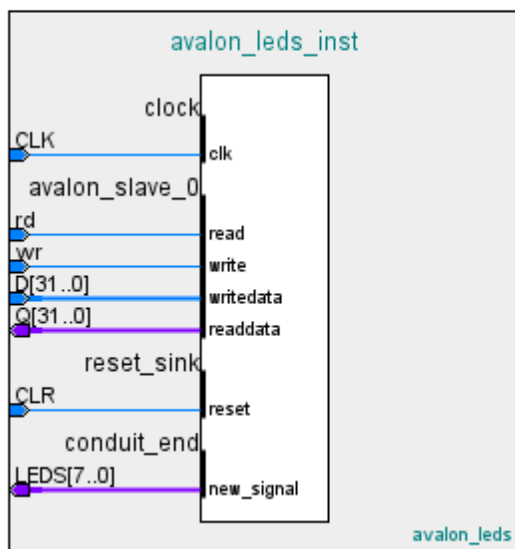 avalon_leds_inst
clock
CLK
clk
avalon_slave_0
rd
read
wr
write
D[31..0]
writedata
Q[31..0]
readdata
reset_sink
CLR
reset
conduit_end
LEDS[7..0]
new_signal
avalon_leds